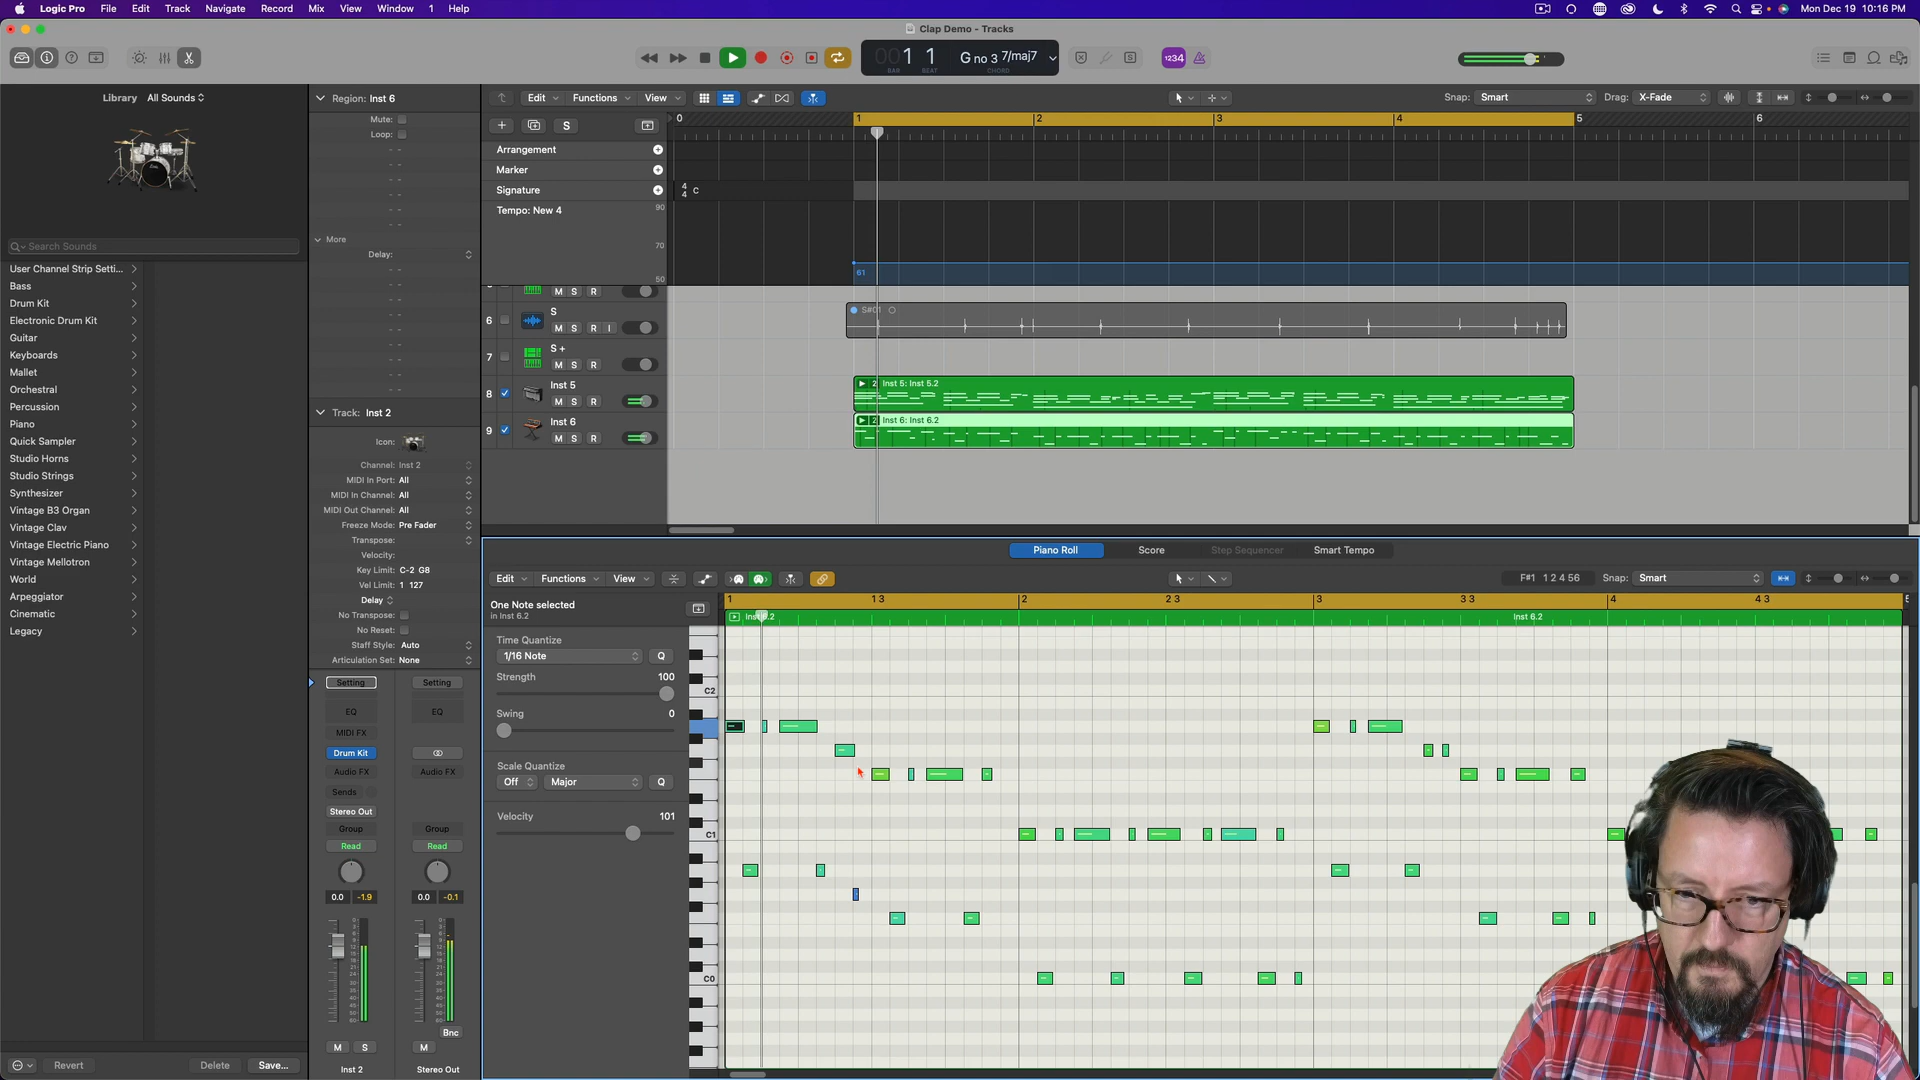 Logic Pro File Edit Track Navigate Record Mix View Window 1 Help Mon Dec 19 10:16 PM
Clap Demo - Tracks
001 1 G no 3 7/maj7 1234
BAR BEAT CHORD
Library All Sounds Region: Inst 6 Edit Functions View Snap: Smart Drag: X-Fade
Mute:
Loop:
S
0 1 2 3 4 5 6
Arrangement
Marker
Signature 4 4 C
Tempo: New 4 90
70
50
61
More
Delay:
Search Sounds
User Channel Strip Setti...
Bass
Drum Kit
Electronic Drum Kit
Guitar
Keyboards
Mallet
Orchestral
Percussion
Piano
Quick Sampler
Studio Horns
Studio Strings
Synthesizer
Vintage B3 Organ
Vintage Clav
Vintage Electric Piano
Vintage Mellotron
World
Arpeggiator
Cinematic
Legacy
Revert Delete Save...
M S R
6 S
M S R I
7 S +
M S R
8 Inst 5
M S R
9 Inst 6
M S R
2 Inst 5: Inst 5.2
2 Inst 6: Inst 6.2
Track: Inst 2
Icon:
Channel: Inst 2
MIDI In Port: All
MIDI In Channel: All
MIDI Out Channel: All
Freeze Mode: Pre Fader
Transpose:
Velocity:
Key Limit: C-2 G8
Vel Limit: 1 127
Delay
No Transpose:
No Reset:
Staff Style: Auto
Articulation Set: None
Setting Setting
EQ EQ
MIDI FX
Drum Kit
Audio FX Audio FX
Sends
Stereo Out
Group Group
Read Read
0.0 -1.9 0.0 -0.1
Bnc
M S M
Inst 2 Stereo Out
Piano Roll Score Step Sequencer Smart Tempo
Edit Functions View F#1 1 2 4 56 Snap: Smart
One Note selected
in Inst 6.2
1 1 3 2 2 3 3 3 3 4 4 3 5
Inst 6.2 Inst 6.2
Time Quantize
1/16 Note Q
Strength 100
Swing 0
Scale Quantize
Off Major Q
Velocity 101
C2
C1
C0